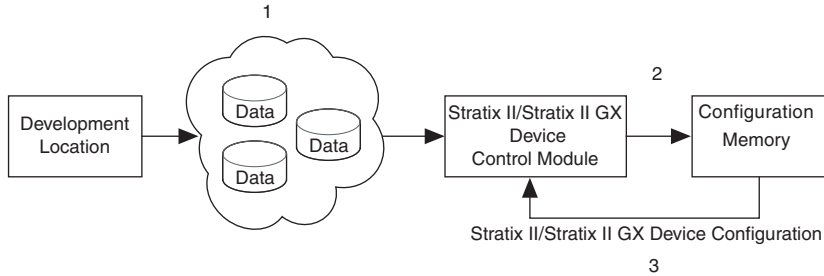 1
Development
Location
Data
Data
Data
Stratix II/Stratix II GX
Device
Control Module
2
Configuration
Memory
Stratix II/Stratix II GX Device Configuration
3